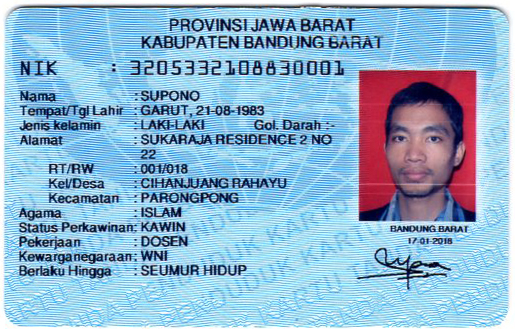 PROVINSI JAWA BARAT
KABUPATEN BANDUNG BARAT
NIK : 3205332108830001
Nama : SUPONO
Tempat/Tgl Lahir : GARUT, 21-08-1983
Jenis kelamin : LAKI-LAKI Gol. Darah :-
Alamat : SUKARAJA RESIDENCE 2 NO
22
RT/RW : 001/018
Kel/Desa : CIHANJUANG RAHAYU
Kecamatan : PARONGPONG
Agama : ISLAM
Status Perkawinan: KAWIN
Pekerjaan : DOSEN
Kewarganegaraan: WNI
Berlaku Hingga : SEUMUR HIDUP
BANDUNG BARAT
17-01-2018